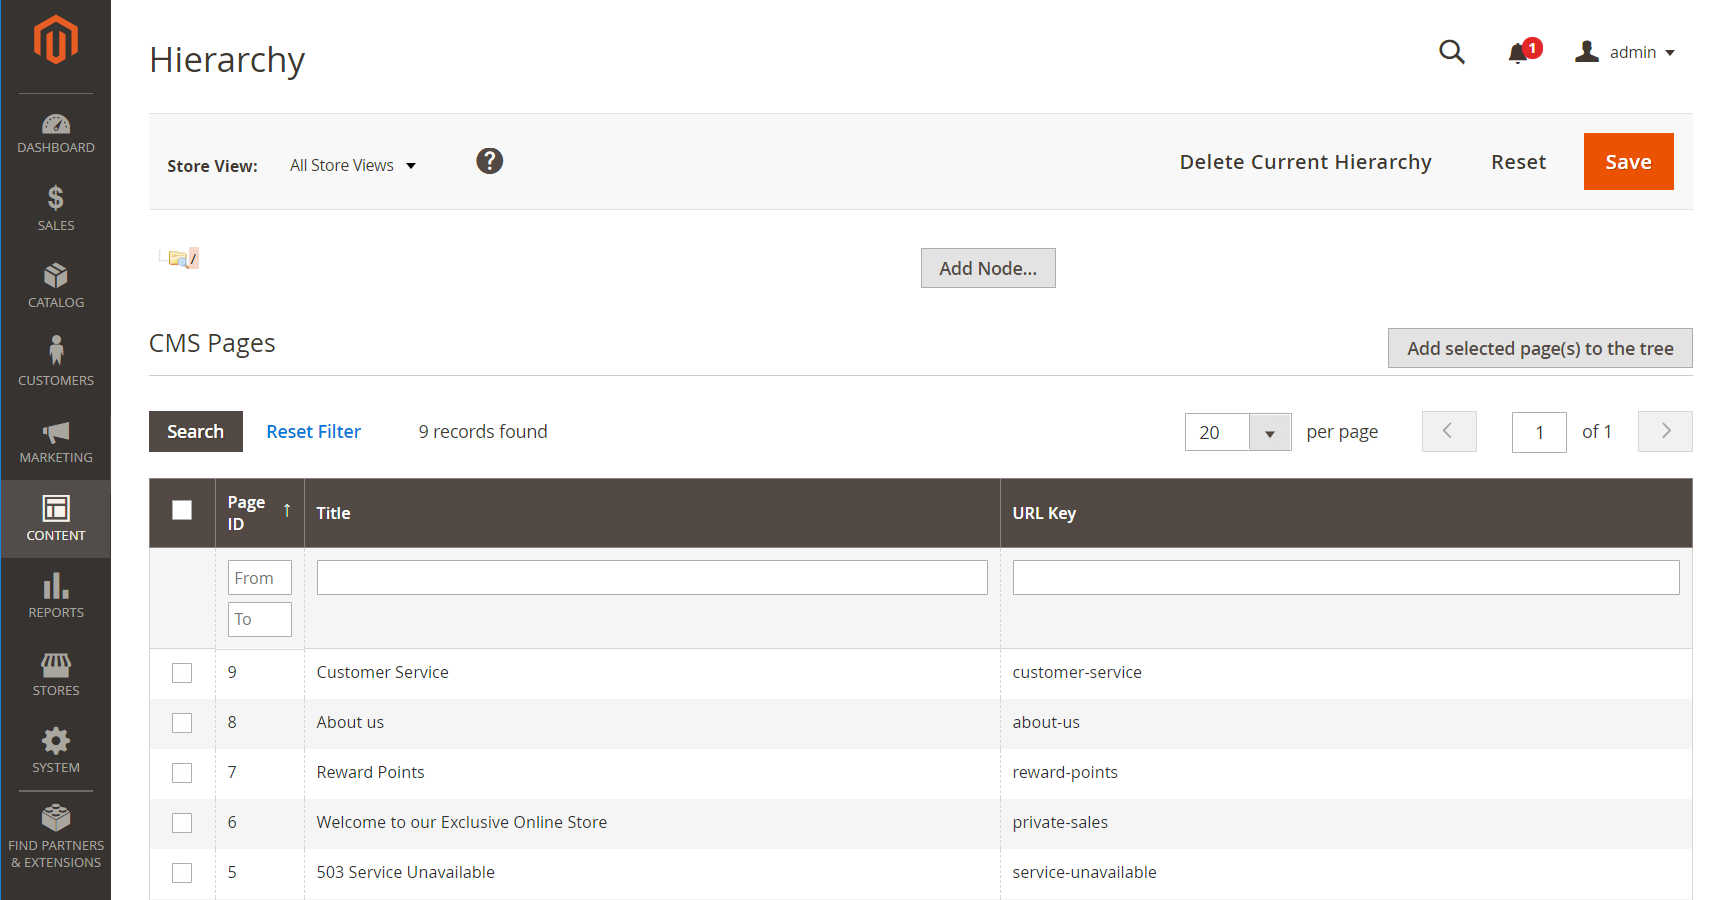 Hierarchy
1
admin
DASHBOARD
SALES
CATALOG
CUSTOMERS
MARKETING
CONTENT
REPORTS
STORES
SYSTEM
FIND PARTNERS
& EXTENSIONS
Store View: All Store Views ?
Delete Current Hierarchy Reset Save
/
Add Node...
CMS Pages
Add selected page(s) to the tree
Search Reset Filter 9 records found
20 per page 1 of 1
Page ID ↑ Title URL Key
From
To
9 Customer Service customer-service
8 About us about-us
7 Reward Points reward-points
6 Welcome to our Exclusive Online Store private-sales
5 503 Service Unavailable service-unavailable